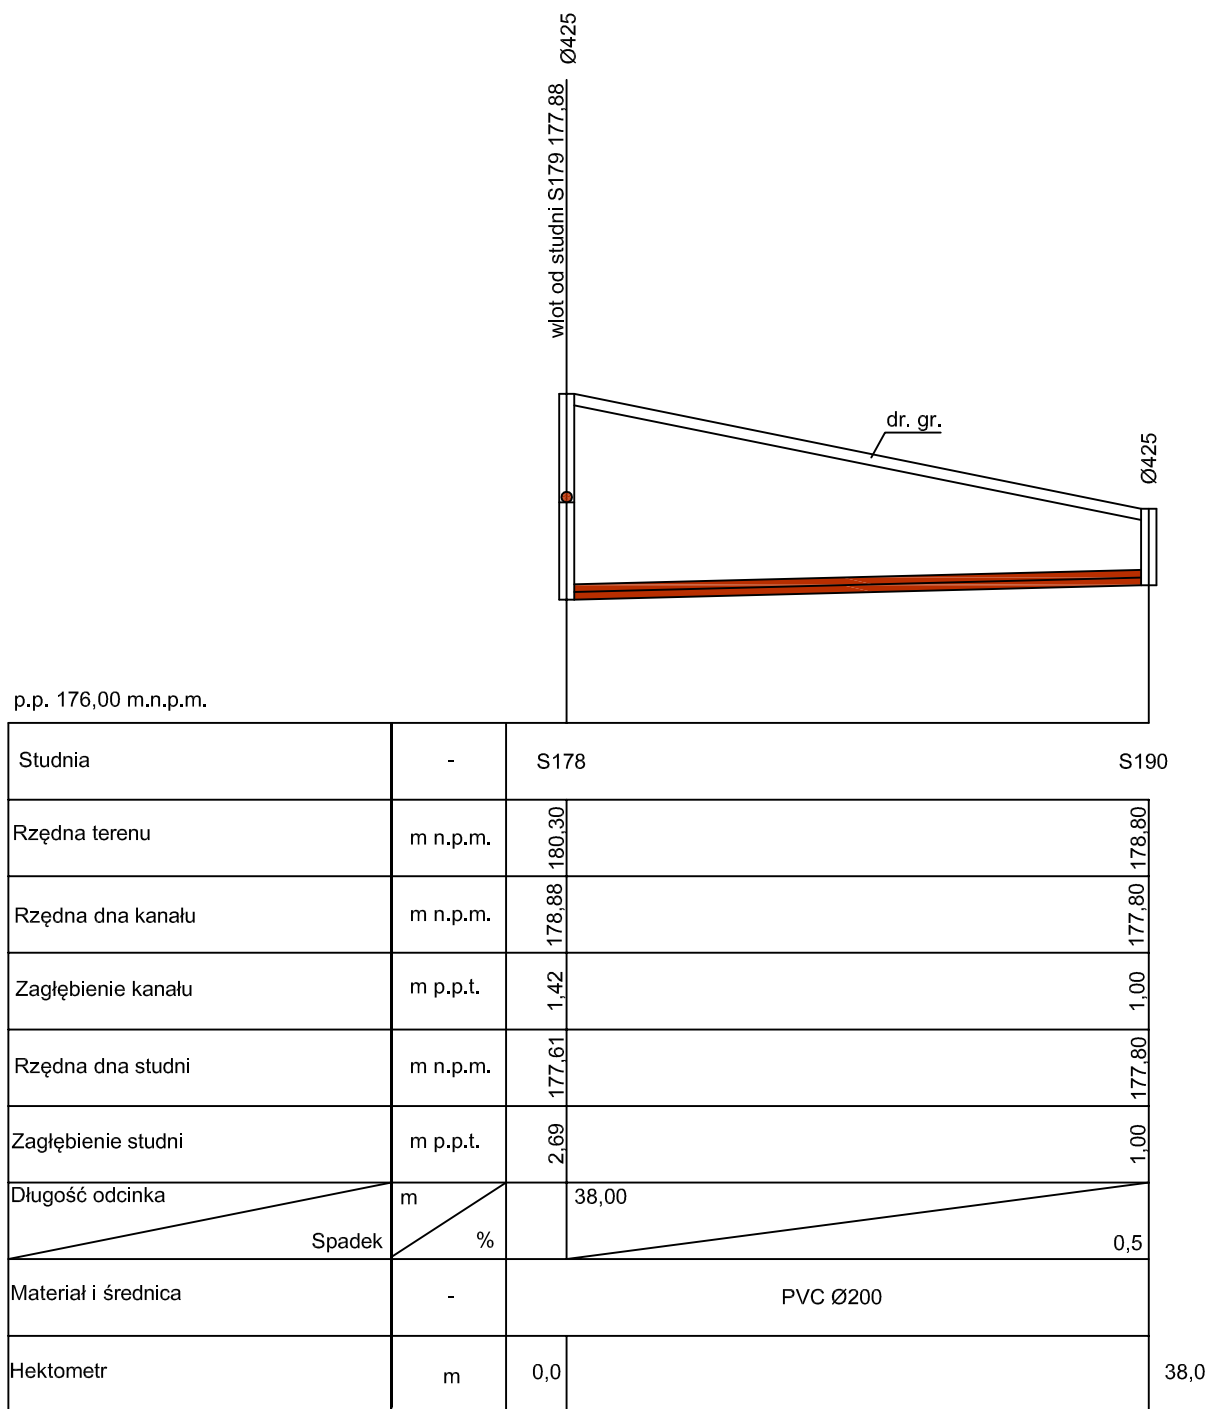 Ø425
wlot od studni S179 177,88
dr. gr.
Ø425
p.p. 176,00 m.n.p.m.
Studnia - S178 S190
Rzędna terenu m n.p.m. 180,30 178,80
Rzędna dna kanału m n.p.m. 178,88 177,80
Zagłębienie kanału m p.p.t. 1,42 1,00
Rzędna dna studni m n.p.m. 177,61 177,80
Zagłębienie studni m p.p.t. 2,69 1,00
Długość odcinka m 38,00
Spadek % 0,5
Materiał i średnica - PVC Ø200
Hektometr m 0,0 38,0